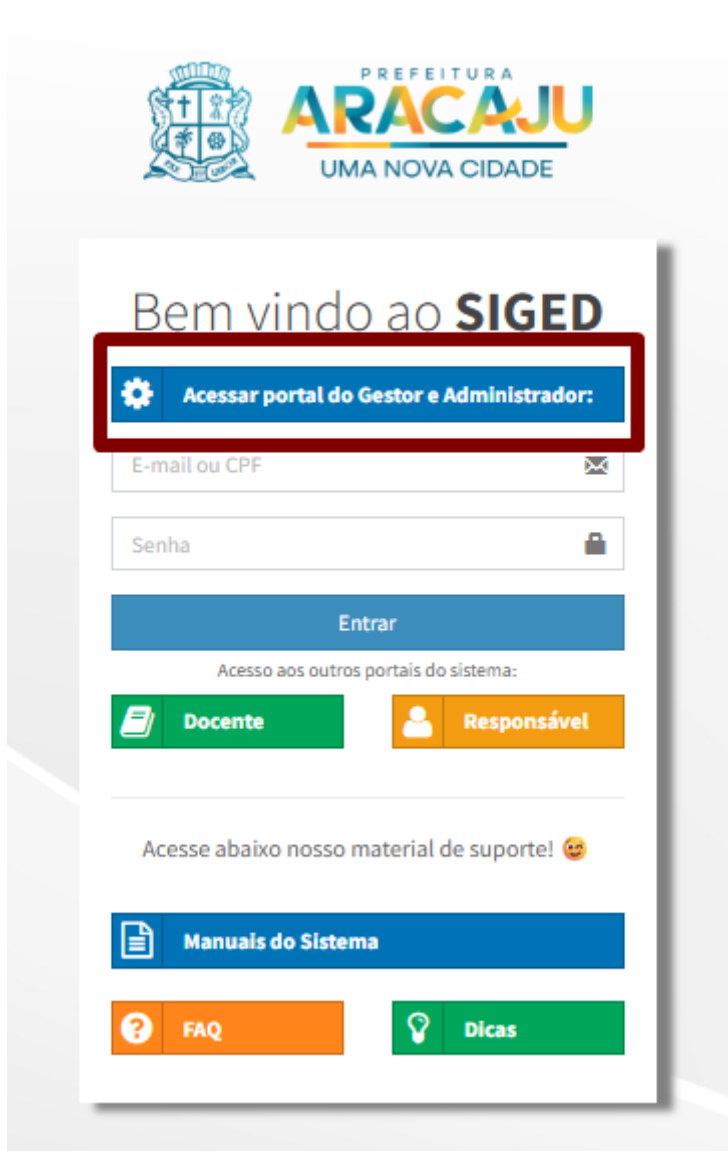 PREFEITURA
ARACAJU
UMA NOVA CIDADE
Bem vindo ao SIGED
Acessar portal do Gestor e Administrador:
E-mail ou CPF
Senha
Entrar
Acesso aos outros portais do sistema:
Docente
Responsável
Acesse abaixo nosso material de suporte! 😉
Manuais do Sistema
FAQ
Dicas